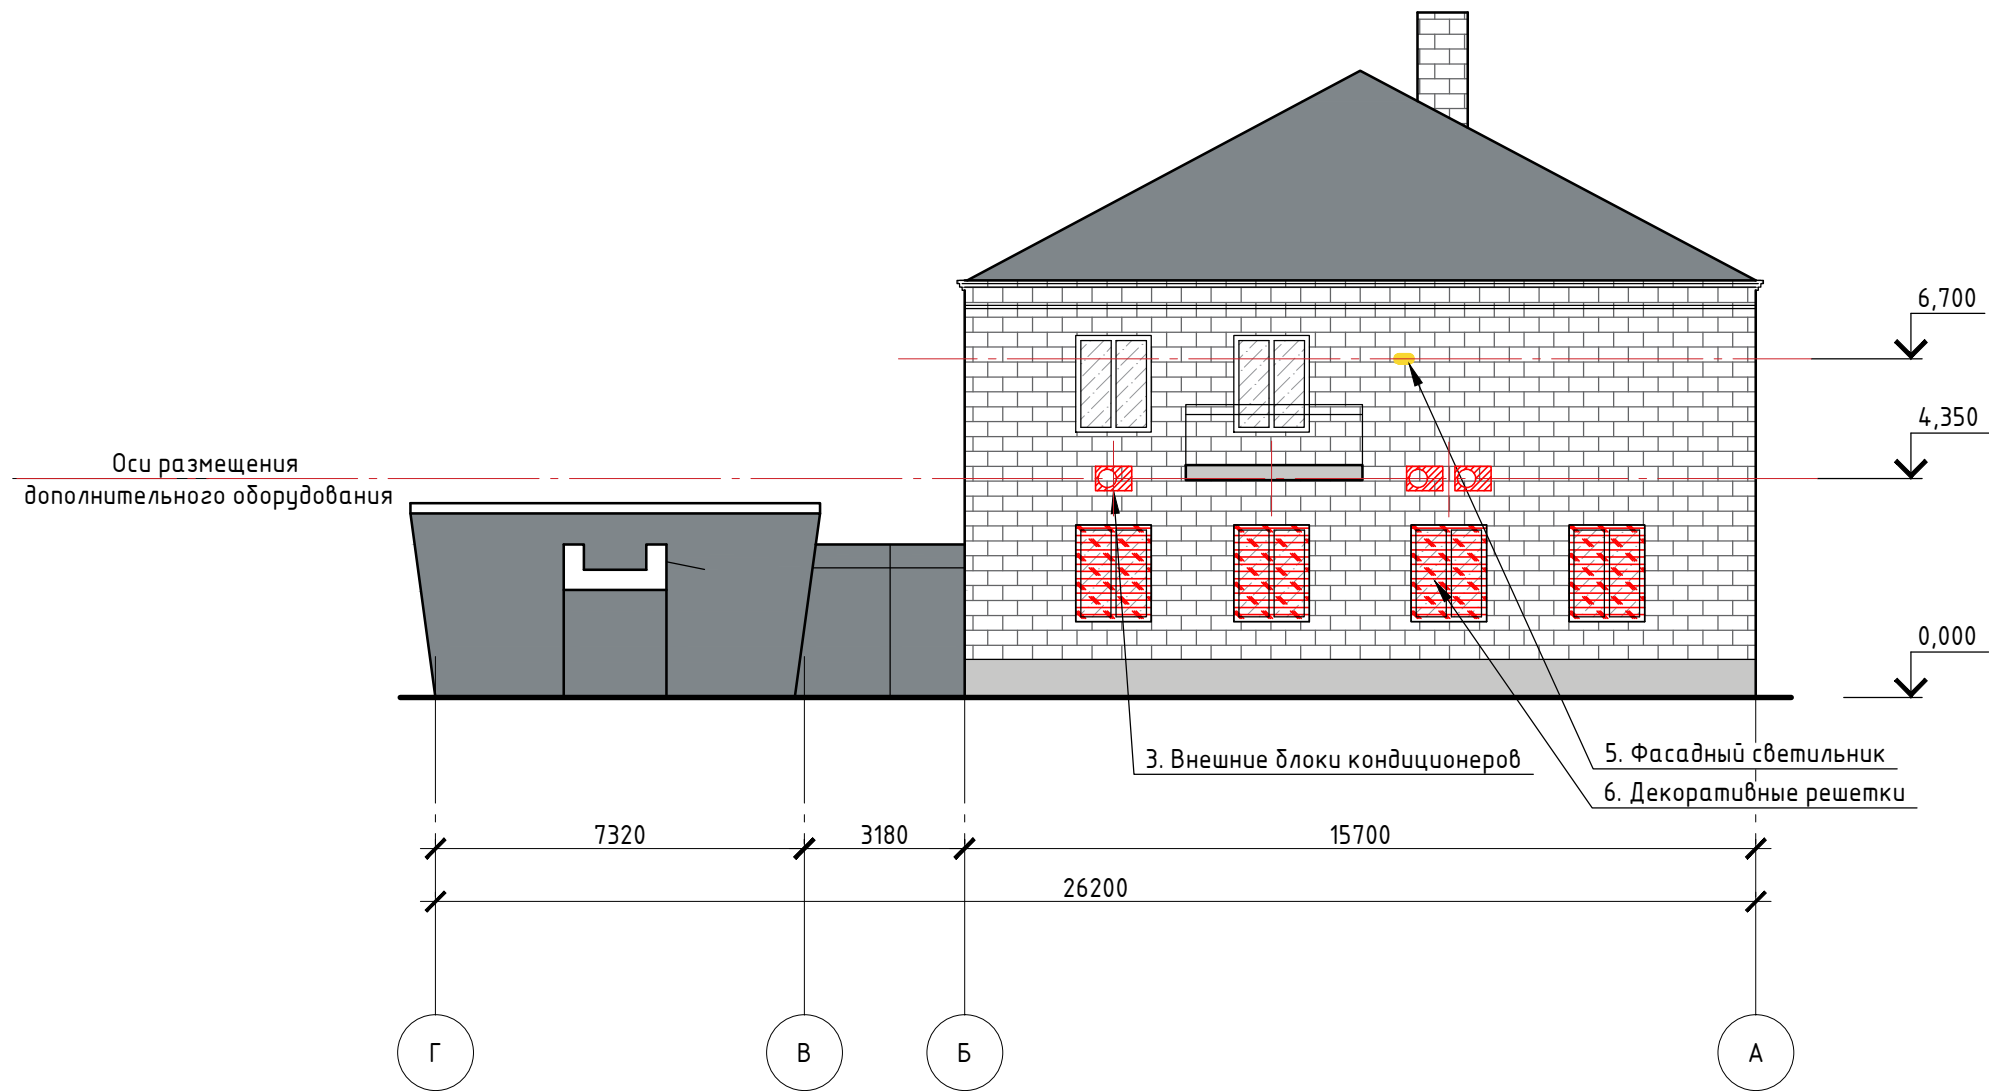 6,700
4,350
Оси размещения
дополнительного оборудования
0,000
3. Внешние блоки кондиционеров
5. Фасадный светильник
6. Декоративные решетки
7320
3180
15700
26200
Г
В
Б
А